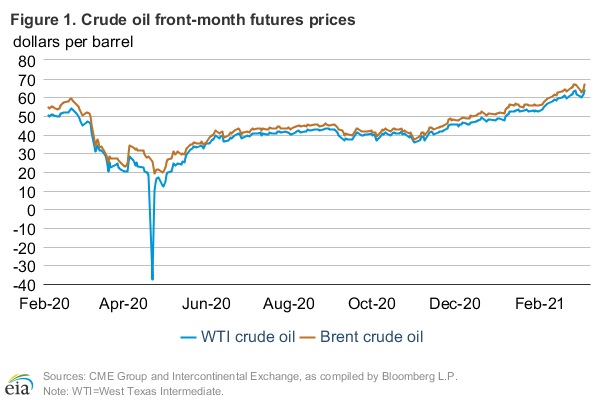 Figure 1. Crude oil front-month futures prices
dollars per barrel
80
70
60
50
40
30
20
10
0
-10
-20
-30
-40
Feb-20 Apr-20 Jun-20 Aug-20 Oct-20 Dec-20 Feb-21
WTI crude oil Brent crude oil
eia
Sources: CME Group and Intercontinental Exchange, as compiled by Bloomberg L.P.
Note: WTI=West Texas Intermediate.